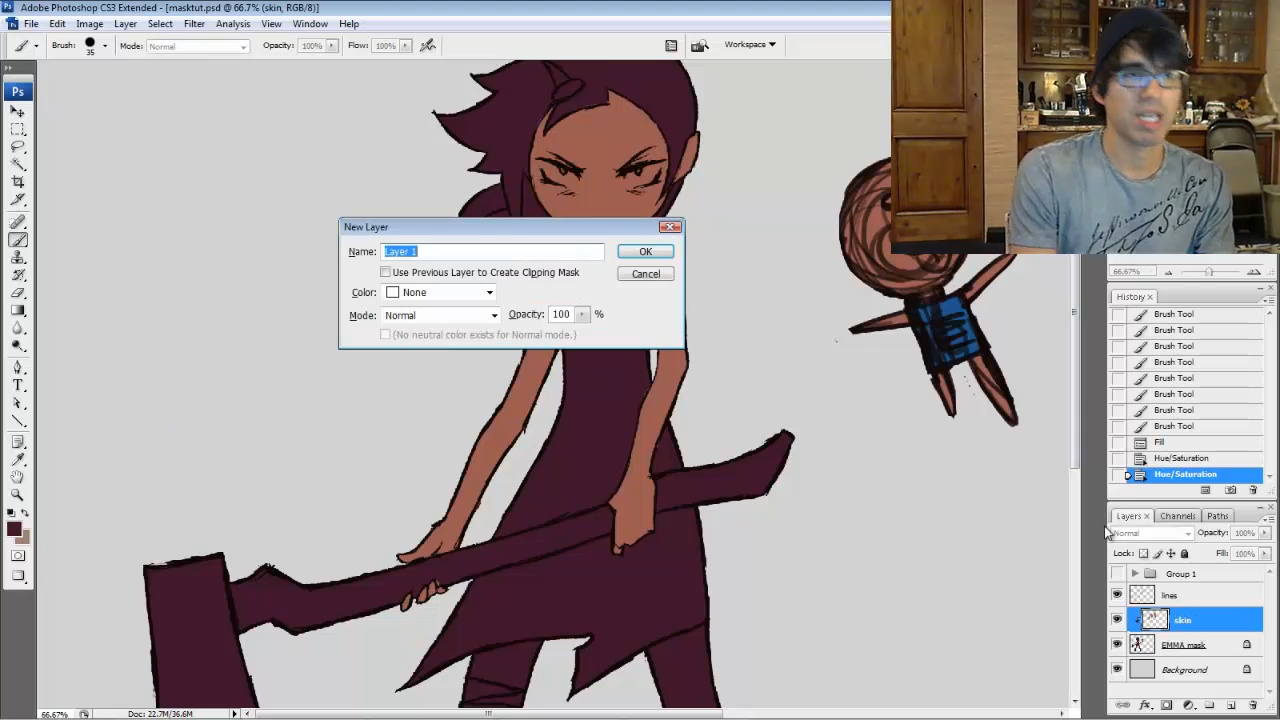 Adobe Photoshop CS3 Extended - [masktut.psd @ 66.7% (skin, RGB/8)]
File Edit Image Layer Select Filter Analysis View Window Help
Brush: 35 Mode: Normal Opacity: 100% Flow: 100% Workspace
Ps
New Layer
Name: Layer 1 OK
Use Previous Layer to Create Clipping Mask Cancel
Color: None
Mode: Normal Opacity: 100 %
(No neutral color exists for Normal mode.)
66.67%
History
Brush Tool
Brush Tool
Brush Tool
Brush Tool
Brush Tool
Brush Tool
Brush Tool
Brush Tool
Fill
Hue/Saturation
Hue/Saturation
Layers Channels Paths
Normal Opacity: 100%
Lock: Fill: 100%
Group 1
lines
skin
EMMA mask
Background
66.67% Doc: 22.7M/36.6M